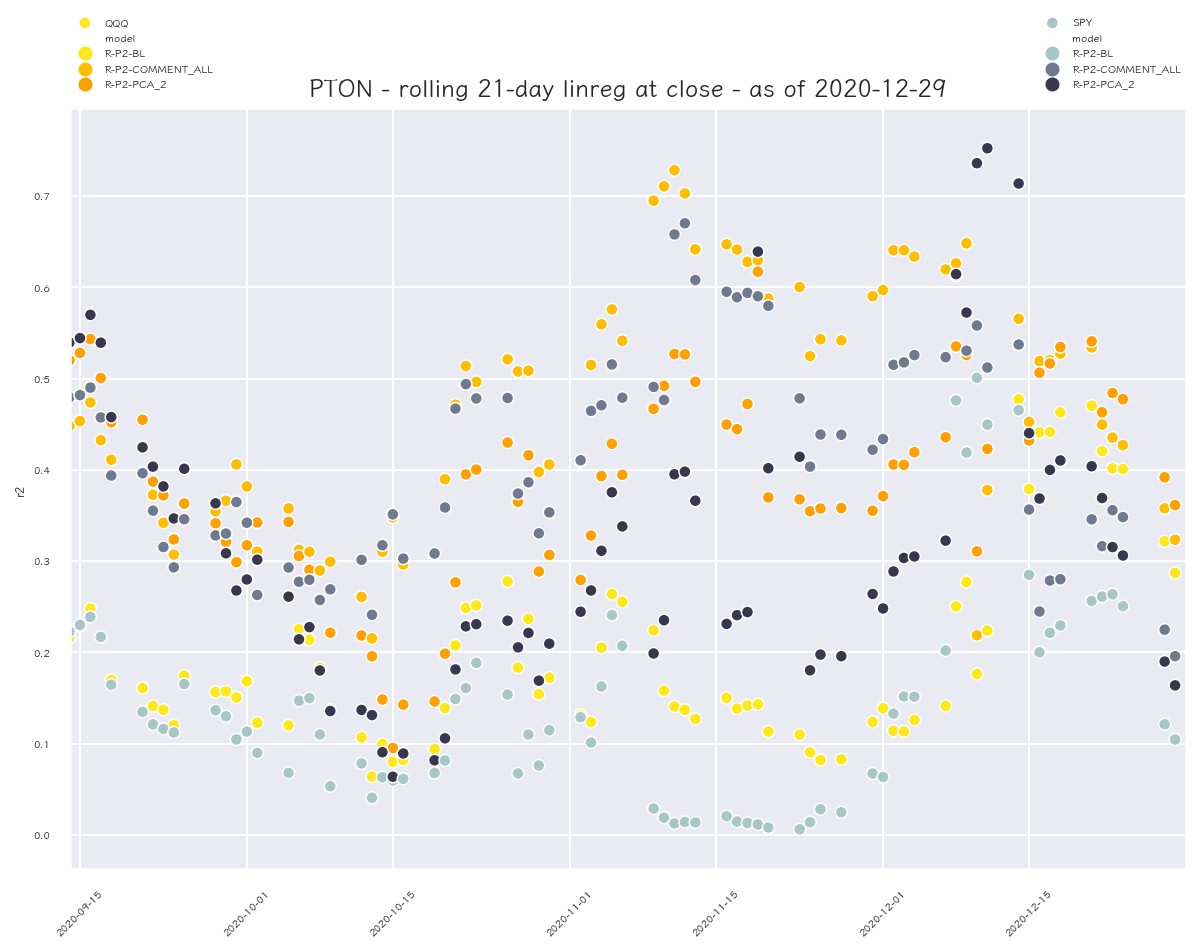 QQQ
model
R-P2-BL
R-P2-COMMENT_ALL
R-P2-PCA_2
SPY
model
R-P2-BL
R-P2-COMMENT_ALL
R-P2-PCA_2
PTON - rolling 21-day linreg at close - as of 2020-12-29
r2
0.7
0.6
0.5
0.4
0.3
0.2
0.1
0.0
2020-09-15
2020-10-01
2020-10-15
2020-11-01
2020-11-15
2020-12-01
2020-12-15